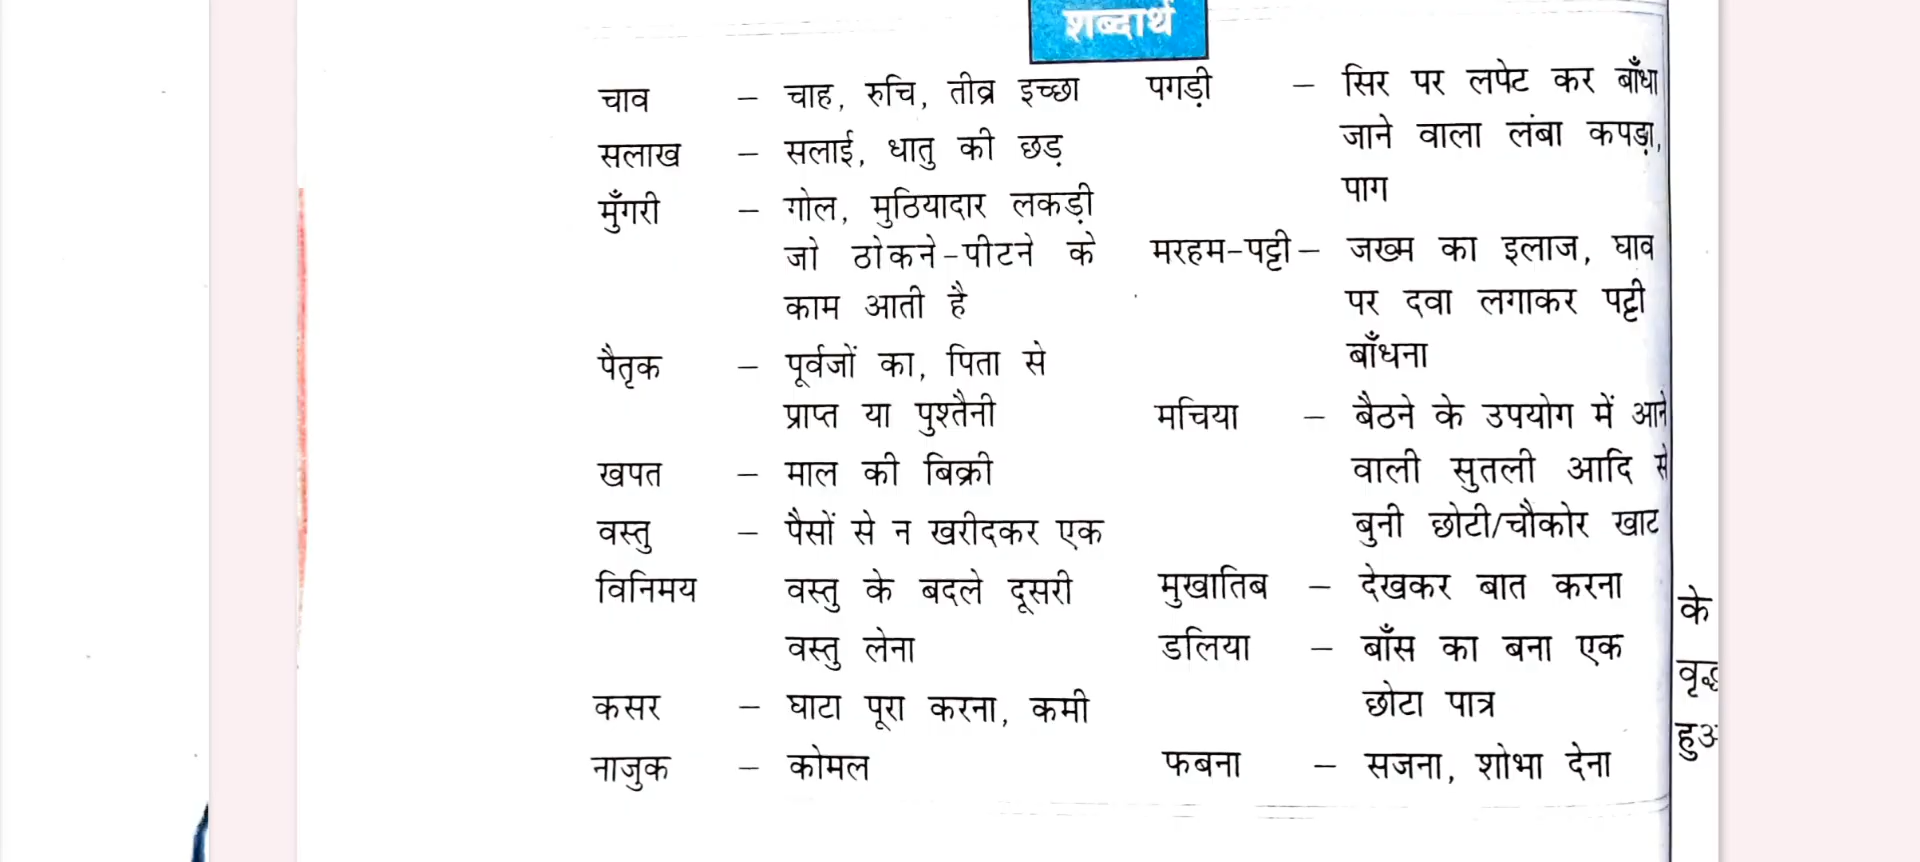 शब्दार्थ
चाव – चाह, रुचि, तीव्र इच्छा
सलाख – सलाई, धातु की छड़
मुँगरी – गोल, मुठियादार लकड़ी
जो ठोकने-पीटने के
काम आती है
पैतृक – पूर्वजों का, पिता से
प्राप्त या पुश्तैनी
खपत – माल की बिक्री
वस्तु – पैसों से न खरीदकर एक
विनिमय वस्तु के बदले दूसरी
वस्तु लेना
कसर – घाटा पूरा करना, कमी
नाजुक – कोमल
पगड़ी – सिर पर लपेट कर बाँधा
जाने वाला लंबा कपड़ा,
पाग
मरहम-पट्टी – जख्म का इलाज, घाव
पर दवा लगाकर पट्टी
बाँधना
मचिया – बैठने के उपयोग में आने
वाली सुतली आदि से
बुनी छोटी/चौकोर खाट
मुखातिब – देखकर बात करना
डलिया – बाँस का बना एक
छोटा पात्र
फबना – सजना, शोभा देना
के